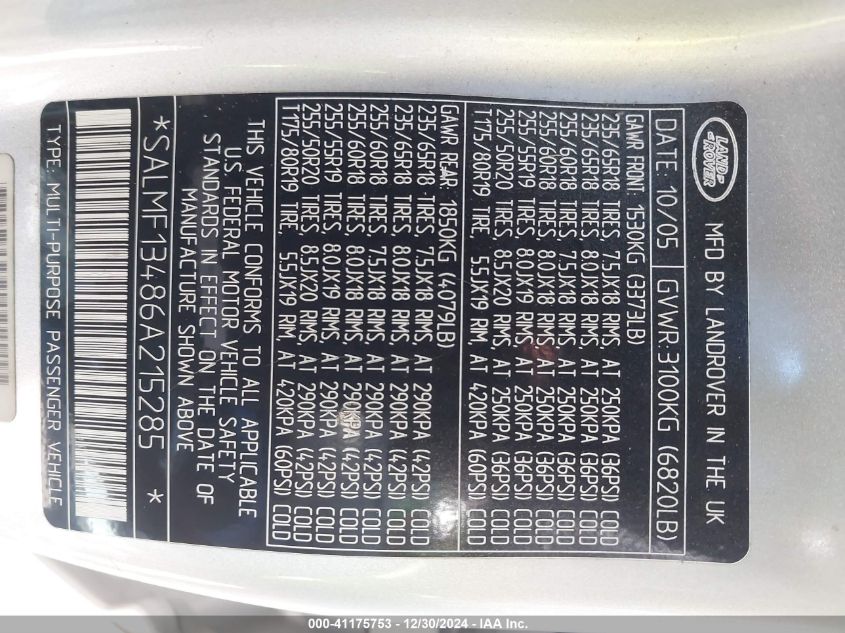 LAND ROVER
MFD BY LANDROVER IN THE UK
DATE: 10/05 GVWR:3100KG (6820LB)
GAWR FRONT: 1530KG (3373LB)
235/65R18 TIRES, 7.5JX18 RIMS, AT 250KPA (36PSI) COLD
235/65R18 TIRES, 8.0JX18 RIMS, AT 250KPA (36PSI) COLD
255/60R18 TIRES, 7.5JX18 RIMS, AT 250KPA (36PSI) COLD
255/60R18 TIRES, 8.0JX18 RIMS, AT 250KPA (36PSI) COLD
255/55R19 TIRES, 8.0JX19 RIMS, AT 250KPA (36PSI) COLD
255/50R20 TIRES, 8.5JX20 RIMS, AT 250KPA (36PSI) COLD
T175/80R19 TIRE, 5.5JX19 RIM, AT 420KPA (60PSI) COLD
GAWR REAR: 1850KG (4079LB)
235/65R18 TIRES, 7.5JX18 RIMS, AT 290KPA (42PSI) COLD
235/65R18 TIRES, 8.0JX18 RIMS, AT 290KPA (42PSI) COLD
255/60R18 TIRES, 7.5JX18 RIMS, AT 290KPA (42PSI) COLD
255/60R18 TIRES, 8.0JX18 RIMS, AT 290KPA (42PSI) COLD
255/55R19 TIRES, 8.0JX19 RIMS, AT 290KPA (42PSI) COLD
255/50R20 TIRES, 8.5JX20 RIMS, AT 290KPA (42PSI) COLD
T175/80R19 TIRE, 5.5JX19 RIM, AT 420KPA (60PSI) COLD
THIS VEHICLE CONFORMS TO ALL APPLICABLE
U.S. FEDERAL MOTOR VEHICLE SAFETY
STANDARDS IN EFFECT ON THE DATE OF
MANUFACTURE SHOWN ABOVE
*SALMF13486A215285 *
TYPE: MULTI-PURPOSE PASSENGER VEHICLE
000-41175753 - 12/30/2024 - IAA Inc.